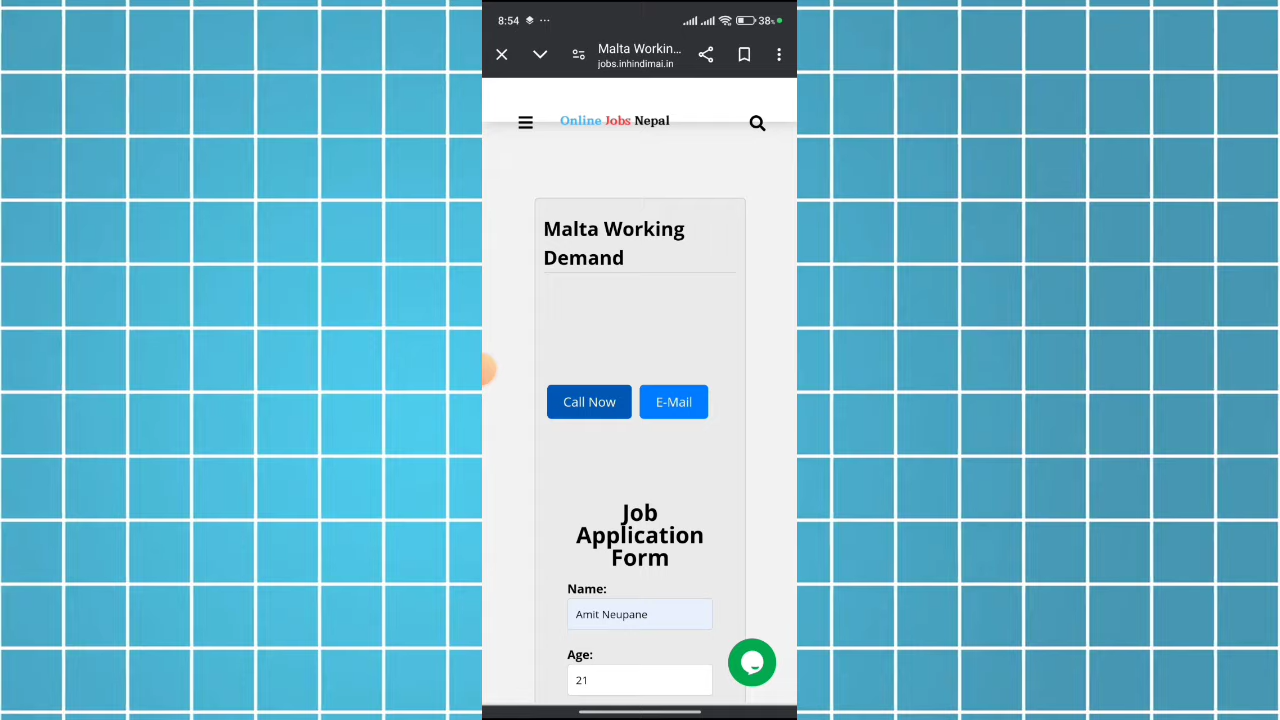 8:54
38%
Malta Workin...
jobs.inhindimai.in
Online Jobs Nepal
Malta Working
Demand
Call Now
E-Mail
Job
Application
Form
Name:
Amit Neupane
Age:
21